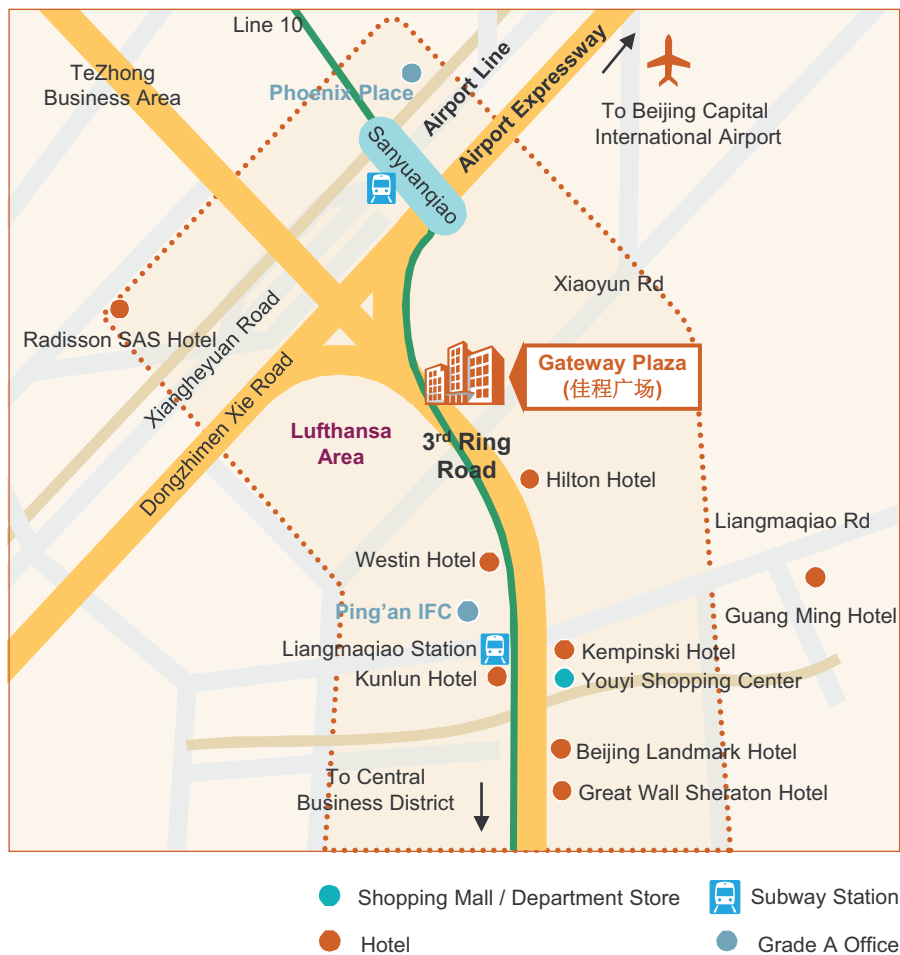 Line 10
TeZhong
Business Area
Phoenix Place
Airport Line
Airport Expressway
To Beijing Capital
International Airport
Sanyuanqiao
Xiaoyun Rd
Radisson SAS Hotel
Xiangheyuan Road
Dongzhimen Xie Road
Gateway Plaza
(佳程广场)
Lufthansa
Area
3rd Ring
Road
Hilton Hotel
Liangmaqiao Rd
Westin Hotel
Guang Ming Hotel
Ping’an IFC
Liangmaqiao Station
Kempinski Hotel
Kunlun Hotel
Youyi Shopping Center
Beijing Landmark Hotel
To Central
Business District
Great Wall Sheraton Hotel
Shopping Mall / Department Store
Subway Station
Hotel
Grade A Office